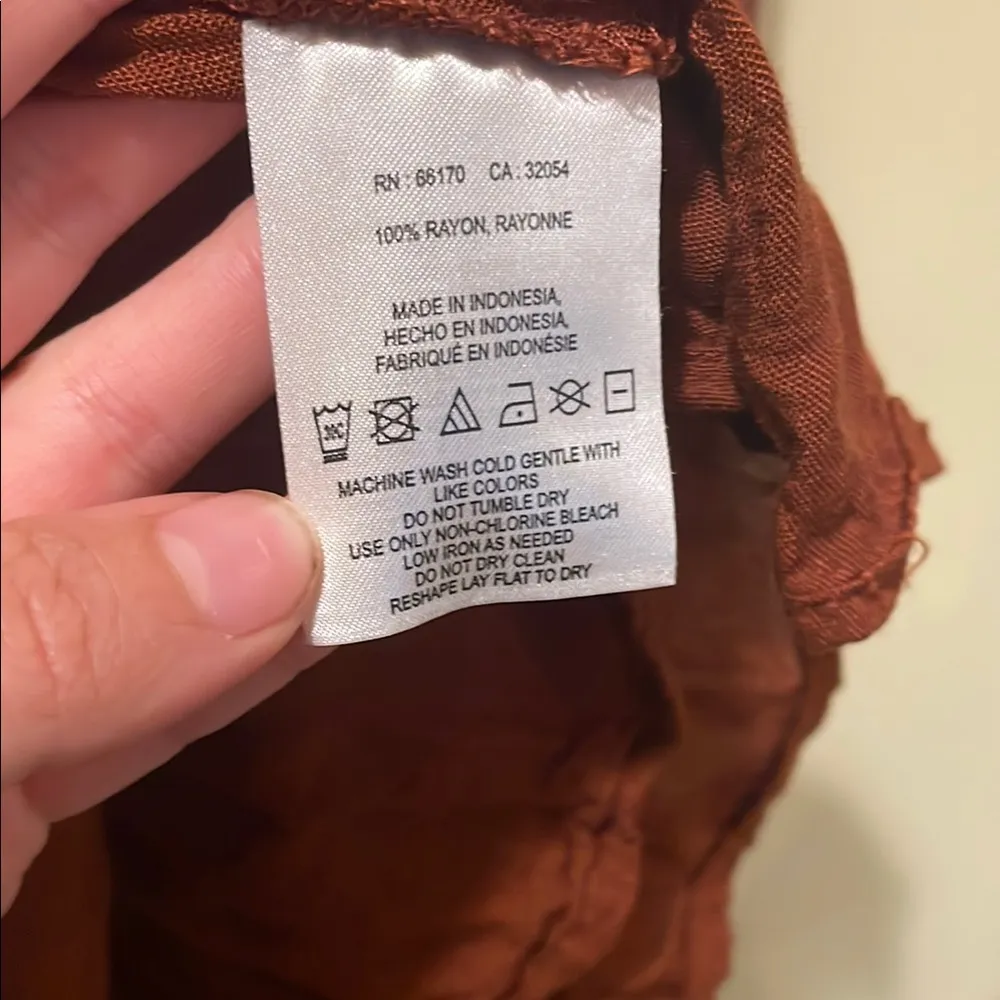 RN : 66170 CA : 32054
100% RAYON, RAYONNE
MADE IN INDONESIA,
HECHO EN INDONESIA,
FABRIQUÉ EN INDONÉSIE
MACHINE WASH COLD GENTLE WITH
LIKE COLORS
DO NOT TUMBLE DRY
USE ONLY NON-CHLORINE BLEACH
LOW IRON AS NEEDED
DO NOT DRY CLEAN
RESHAPE LAY FLAT TO DRY